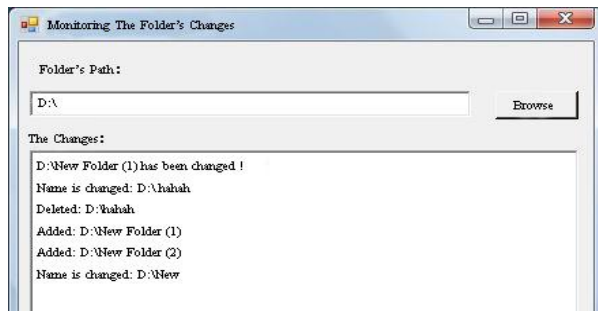 Monitoring The Folder's Changes
Folder's Path:
D:\
Browse
The Changes:
D:\New Folder (1) has been changed !
Name is changed: D:\hahah
Deleted: D:\hahah
Added: D:\New Folder (1)
Added: D:\New Folder (2)
Name is changed: D:\New